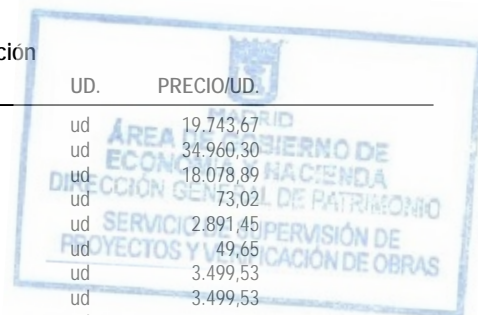 ción
UD. PRECIO/UD.
MADRID
ud 19.743,67
ÁREA DE GOBIERNO DE
ud 34.960,30
ECONOMÍA Y HACIENDA
ud 18.078,89
DIRECCIÓN GENERAL DE PATRIMONIO
ud 73,02
ud 2.891,45
SERVICIO DE SUPERVISIÓN DE
ud 49,65
PROYECTOS Y VERIFICACIÓN DE OBRAS
ud 3.499,53
ud 3.499,53